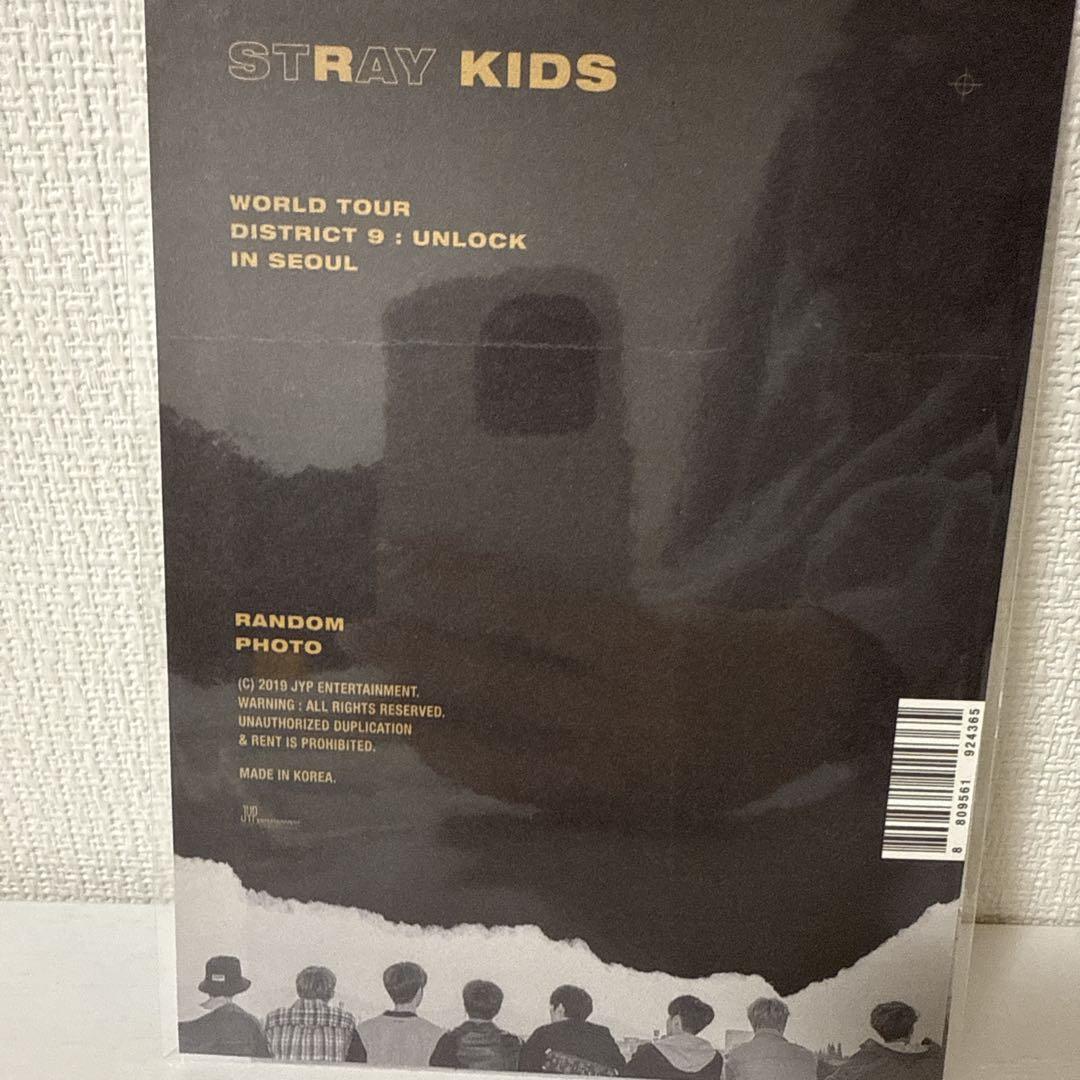 STRAY KIDS
WORLD TOUR
DISTRICT 9 : UNLOCK
IN SEOUL
RANDOM
PHOTO
(C) 2019 JYP ENTERTAINMENT.
WARNING : ALL RIGHTS RESERVED.
UNAUTHORIZED DUPLICATION
& RENT IS PROHIBITED.
MADE IN KOREA.
JYP ENTERTAINMENT
8 809561 924365